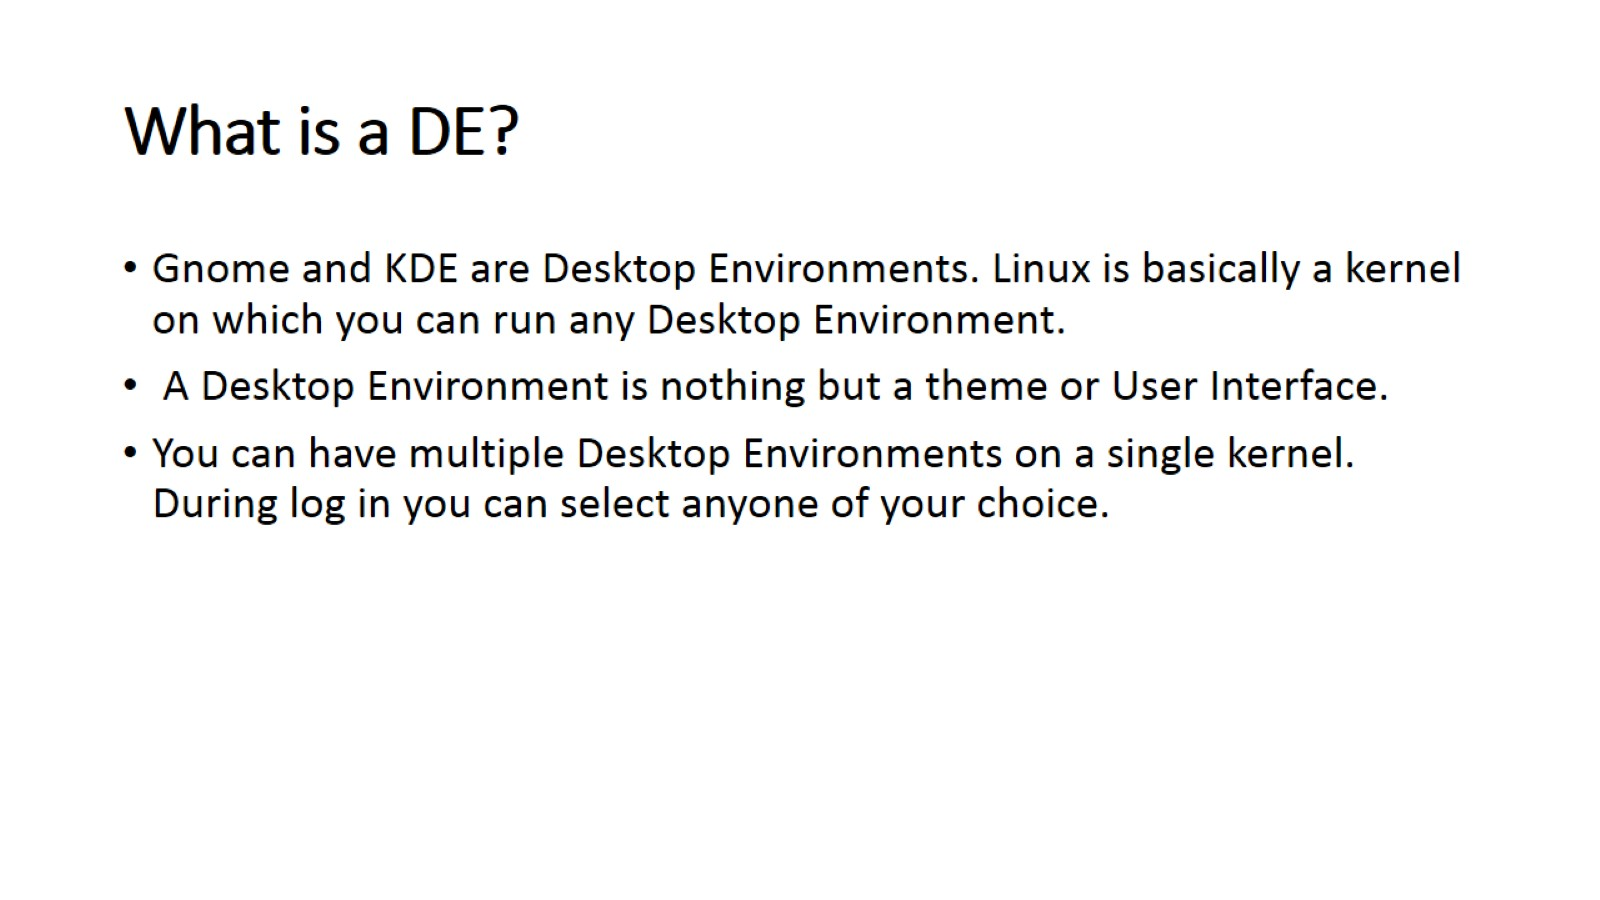 What is a DE?
• Gnome and KDE are Desktop Environments. Linux is basically a kernel
on which you can run any Desktop Environment.
• A Desktop Environment is nothing but a theme or User Interface.
• You can have multiple Desktop Environments on a single kernel.
During log in you can select anyone of your choice.